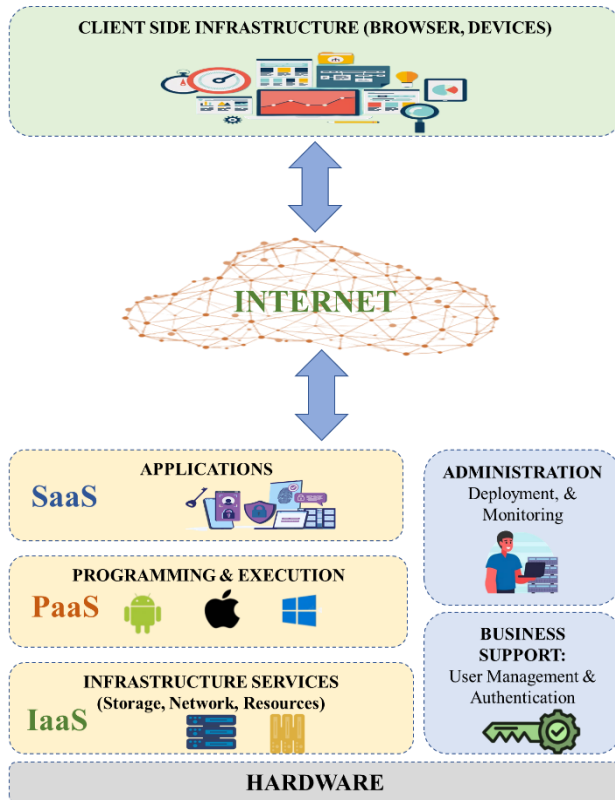 CLIENT SIDE INFRASTRUCTURE (BROWSER, DEVICES)
INTERNET
APPLICATIONS
SaaS
PROGRAMMING & EXECUTION
PaaS
INFRASTRUCTURE SERVICES
(Storage, Network, Resources)
IaaS
ADMINISTRATION
Deployment, &
Monitoring
BUSINESS
SUPPORT:
User Management &
Authentication
HARDWARE